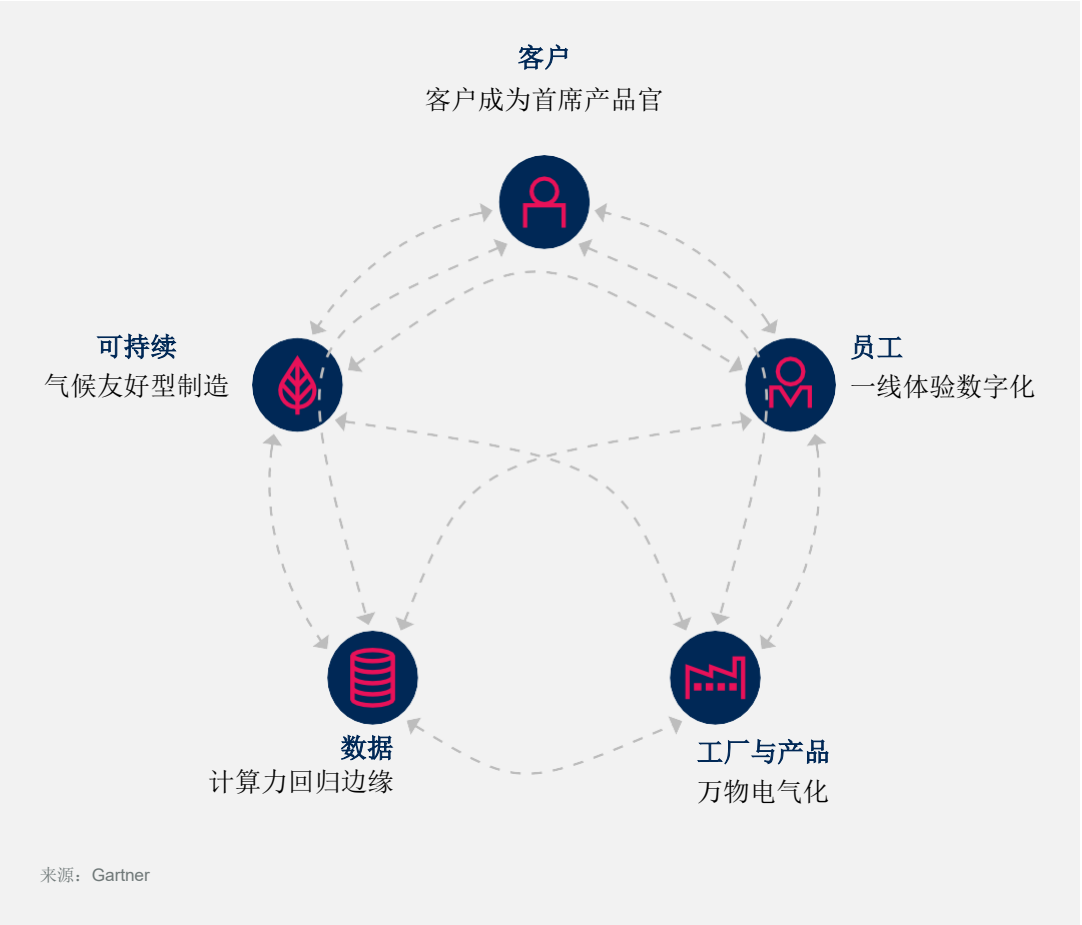 客户
客户成为首席产品官
可持续
气候友好型制造
员工
一线体验数字化
数据
计算力回归边缘
工厂与产品
万物电气化
来源：Gartner